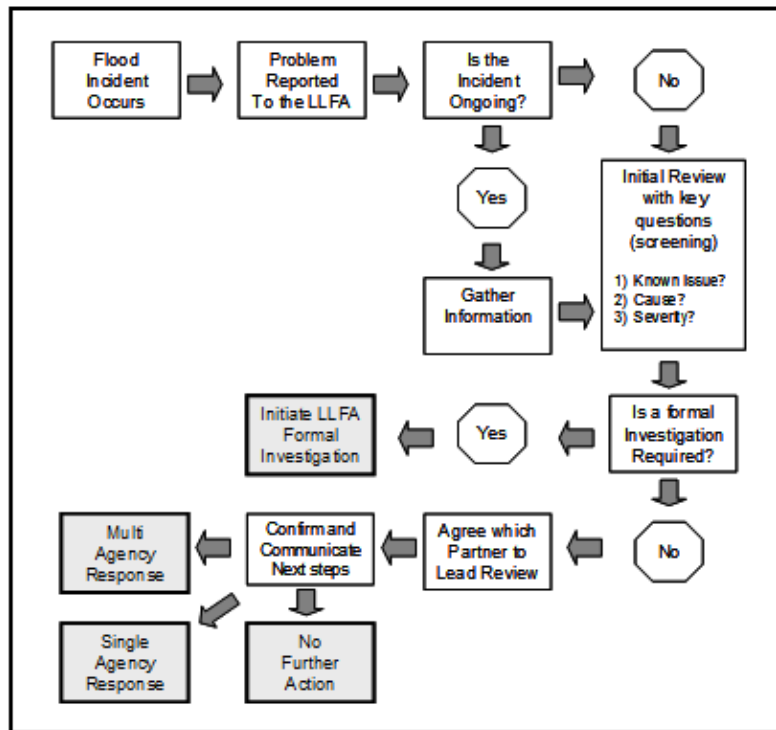 Flood
Incident
Occurs
Problem
Reported
To the LLFA
Is the
Incident
Ongoing?
No
Yes
Initial Review
with key
questions
(screening)
1) Known Issue?
2) Cause?
3) Severity?
Gather
Information
Initiate LLFA
Formal
Investigation
Yes
Is a formal
Investigation
Required?
Multi
Agency
Response
Confirm and
Communicate
Next steps
Agree which
Partner to
Lead Review
No
Single
Agency
Response
No
Further
Action